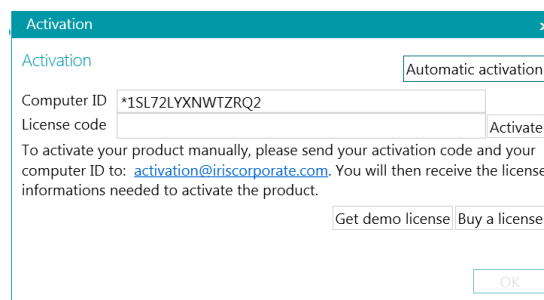 Activation
Activation
Automatic activation
Computer ID *1SL72LYXNWTZRQ2
License code
Activate
To activate your product manually, please send your activation code and your
computer ID to: activation@iriscorporate.com. You will then receive the license
informations needed to activate the product.
Get demo license Buy a license
OK